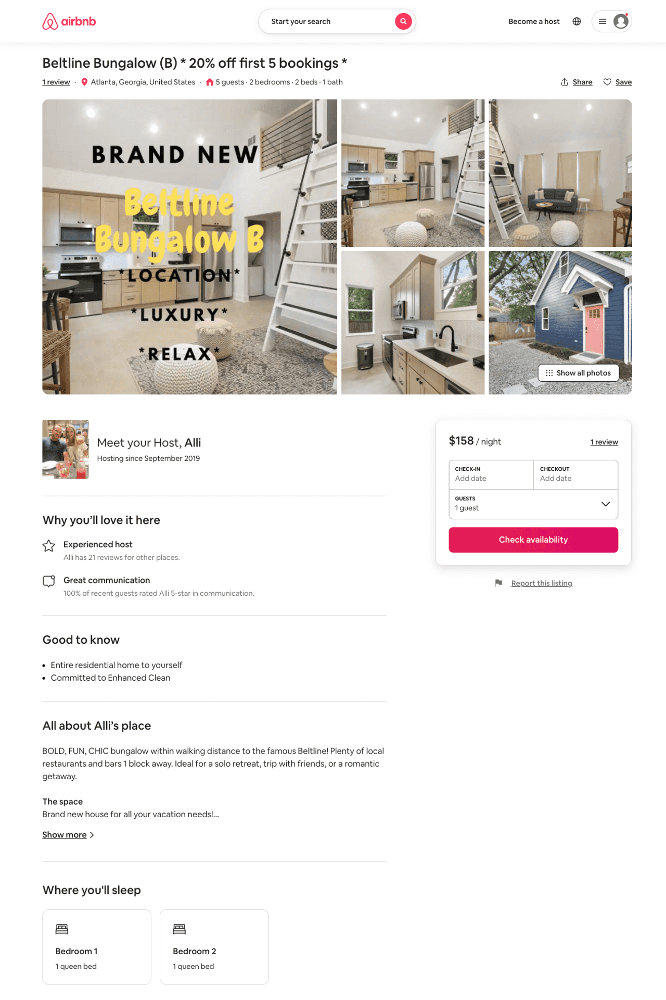 airbnb
Start your search
Become a host
Beltline Bungalow (B) * 20% off first 5 bookings *
1 review · Atlanta, Georgia, United States · 5 guests · 2 bedrooms · 2 beds · 1 bath
Share
Save
BRAND NEW
Beltline
Bungalow B
*LOCATION*
*LUXURY*
*RELAX*
Show all photos
Meet your Host, Alli
Hosting since September 2019
$158 / night
1 review
CHECK-IN
Add date
CHECKOUT
Add date
GUESTS
1 guest
Check availability
Report this listing
Why you’ll love it here
Experienced host
Alli has 21 reviews for other places.
Great communication
100% of recent guests rated Alli 5-star in communication.
Good to know
• Entire residential home to yourself
• Committed to Enhanced Clean
All about Alli’s place
BOLD, FUN, CHIC bungalow within walking distance to the famous Beltline! Plenty of local
restaurants and bars 1 block away. Ideal for a solo retreat, trip with friends, or a romantic
getaway.
The space
Brand new house for all your vacation needs!...
Show more
Where you'll sleep
Bedroom 1
1 queen bed
Bedroom 2
1 queen bed